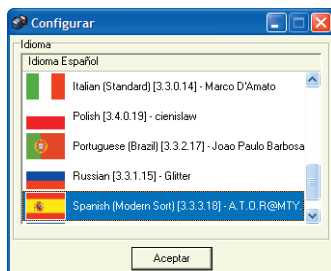 Configurar
Idioma
Idioma Español
Italian (Standard) [3.3.0.14] - Marco D'Amato
Polish [3.4.0.19] - cienislaw
Portuguese (Brazil) [3.3.2.17] - Joao Paulo Barbosa
Russian [3.3.1.15] - Glitter
Spanish (Modern Sort) [3.3.3.18] - A.T.O.R@MTY.
Aceptar